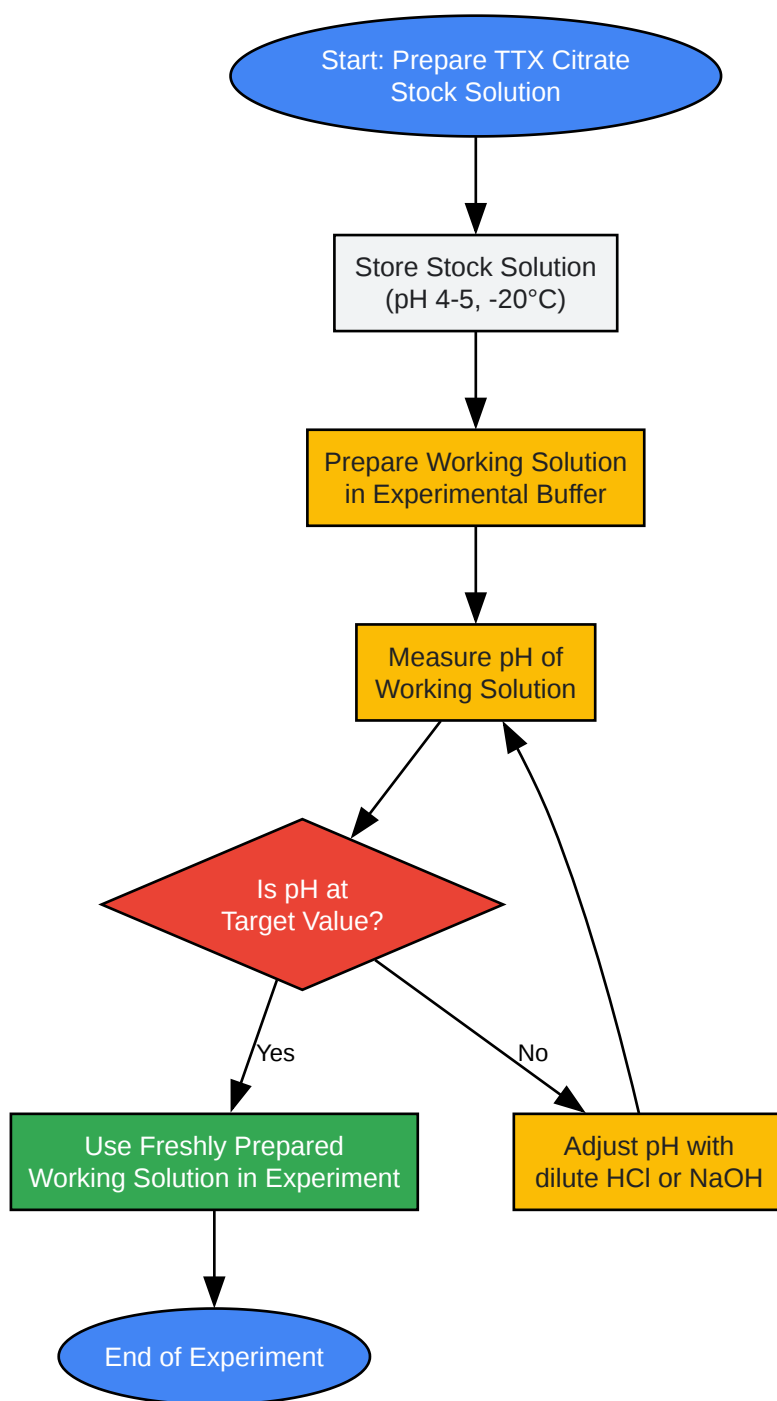 Start: Prepare TTX Citrate
Stock Solution
Store Stock Solution
(pH 4-5, -20°C)
Prepare Working Solution
in Experimental Buffer
Measure pH of
Working Solution
Is pH at
Target Value?
Yes
No
Use Freshly Prepared
Working Solution in Experiment
Adjust pH with
dilute HCl or NaOH
End of Experiment